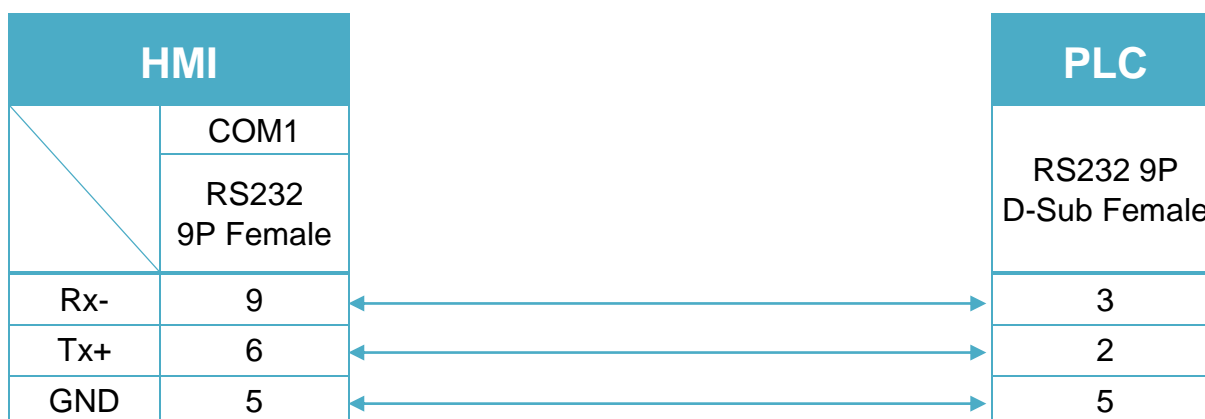 HMI PLC
COM1
RS232
9P Female
RS232 9P
D-Sub Female
Rx- 9 3
Tx+ 6 2
GND 5 5